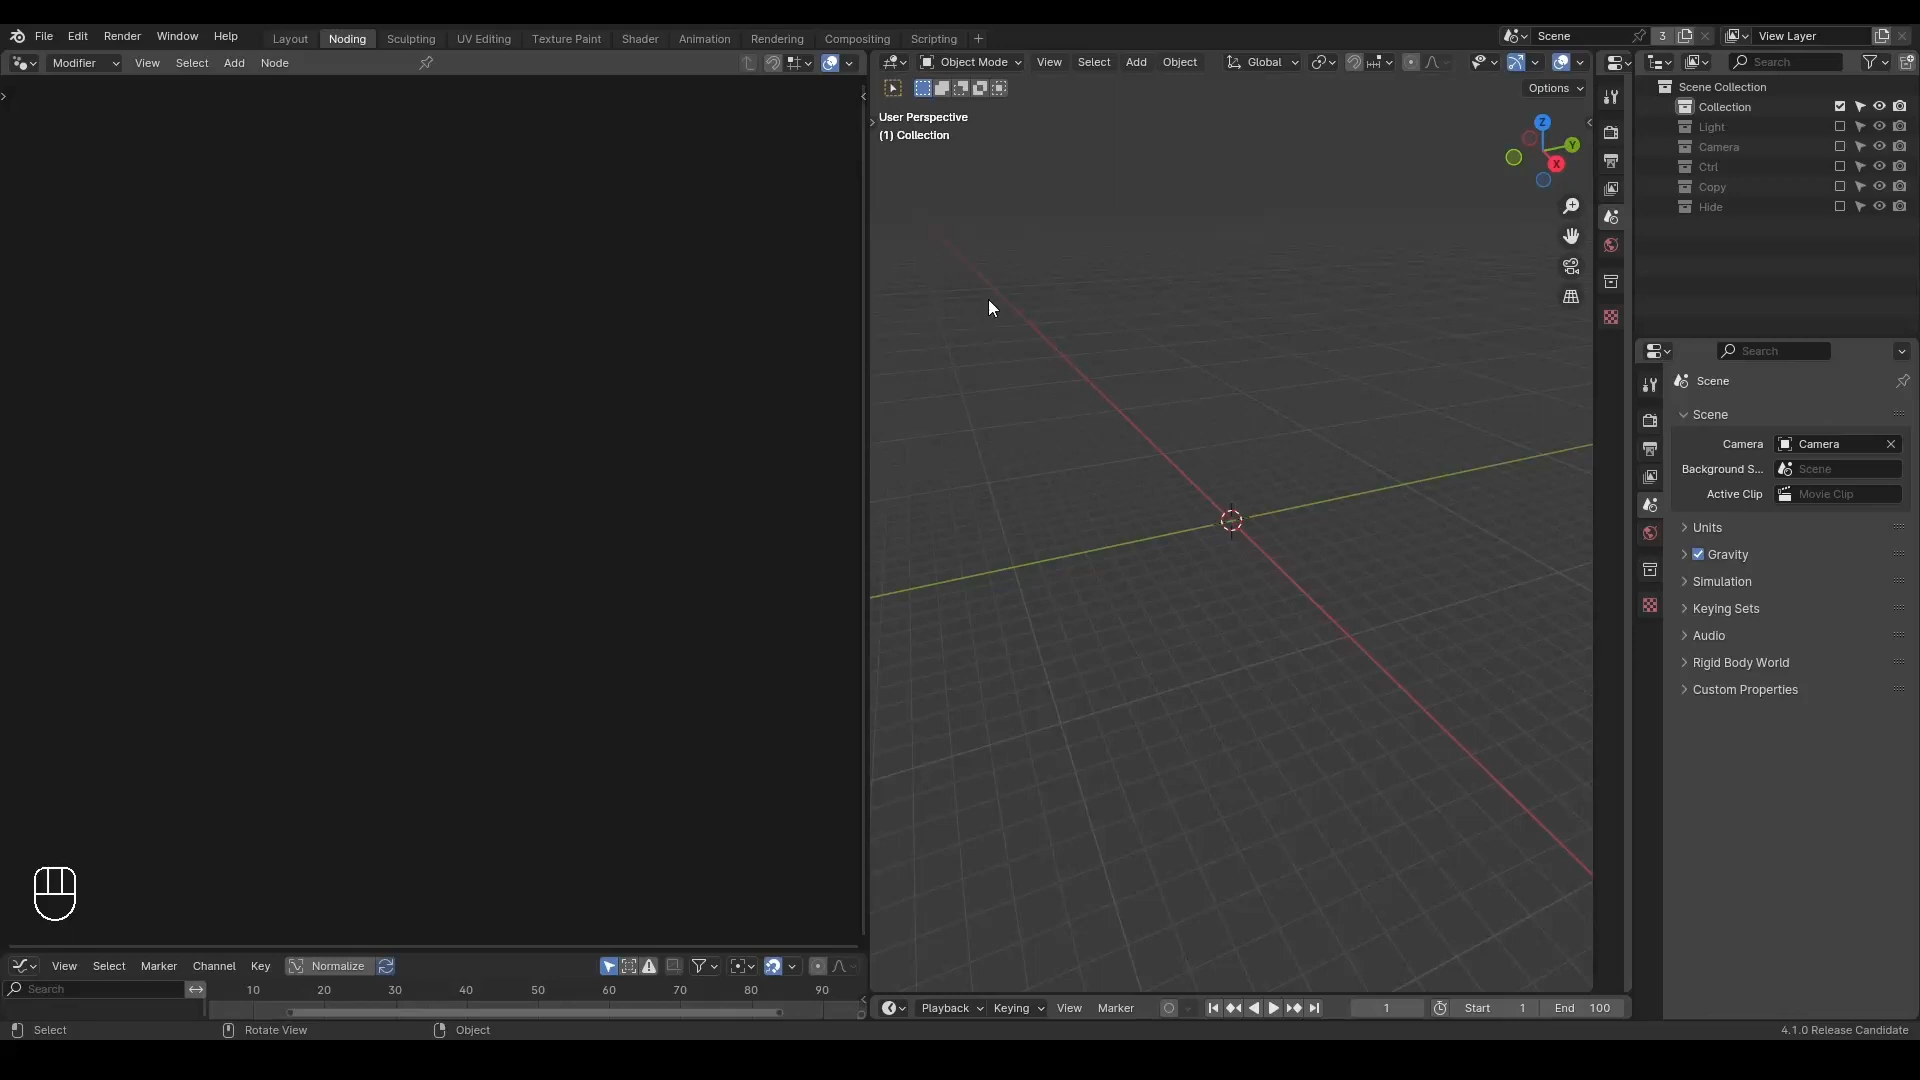 File Edit Render Window Help Layout Noding Sculpting UV Editing Texture Paint Shader Animation Rendering Compositing Scripting + Scene 3 View Layer
Modifier View Select Add Node
Object Mode View Select Add Object Global
Search
Options
User Perspective
(1) Collection
Z
Y
X
Scene Collection
Collection
Light
Camera
Ctrl
Copy
Hide
Search
Scene
Scene
Camera Camera
Background S... Scene
Active Clip Movie Clip
Units
Gravity
Simulation
Keying Sets
Audio
Rigid Body World
Custom Properties
View Select Marker Channel Key Normalize
Search 10 20 30 40 50 60 70 80 90
Playback Keying View Marker 1 Start 1 End 100
Select Rotate View Object 4.1.0 Release Candidate